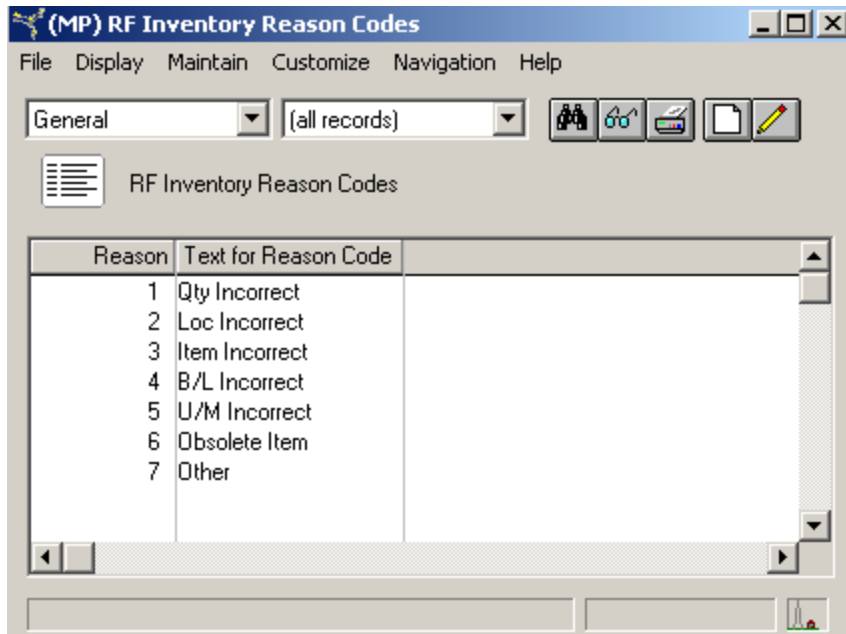 (MP) RF Inventory Reason Codes
File Display Maintain Customize Navigation Help
General (all records)
RF Inventory Reason Codes
Reason Text for Reason Code
1 Qty Incorrect
2 Loc Incorrect
3 Item Incorrect
4 B/L Incorrect
5 U/M Incorrect
6 Obsolete Item
7 Other